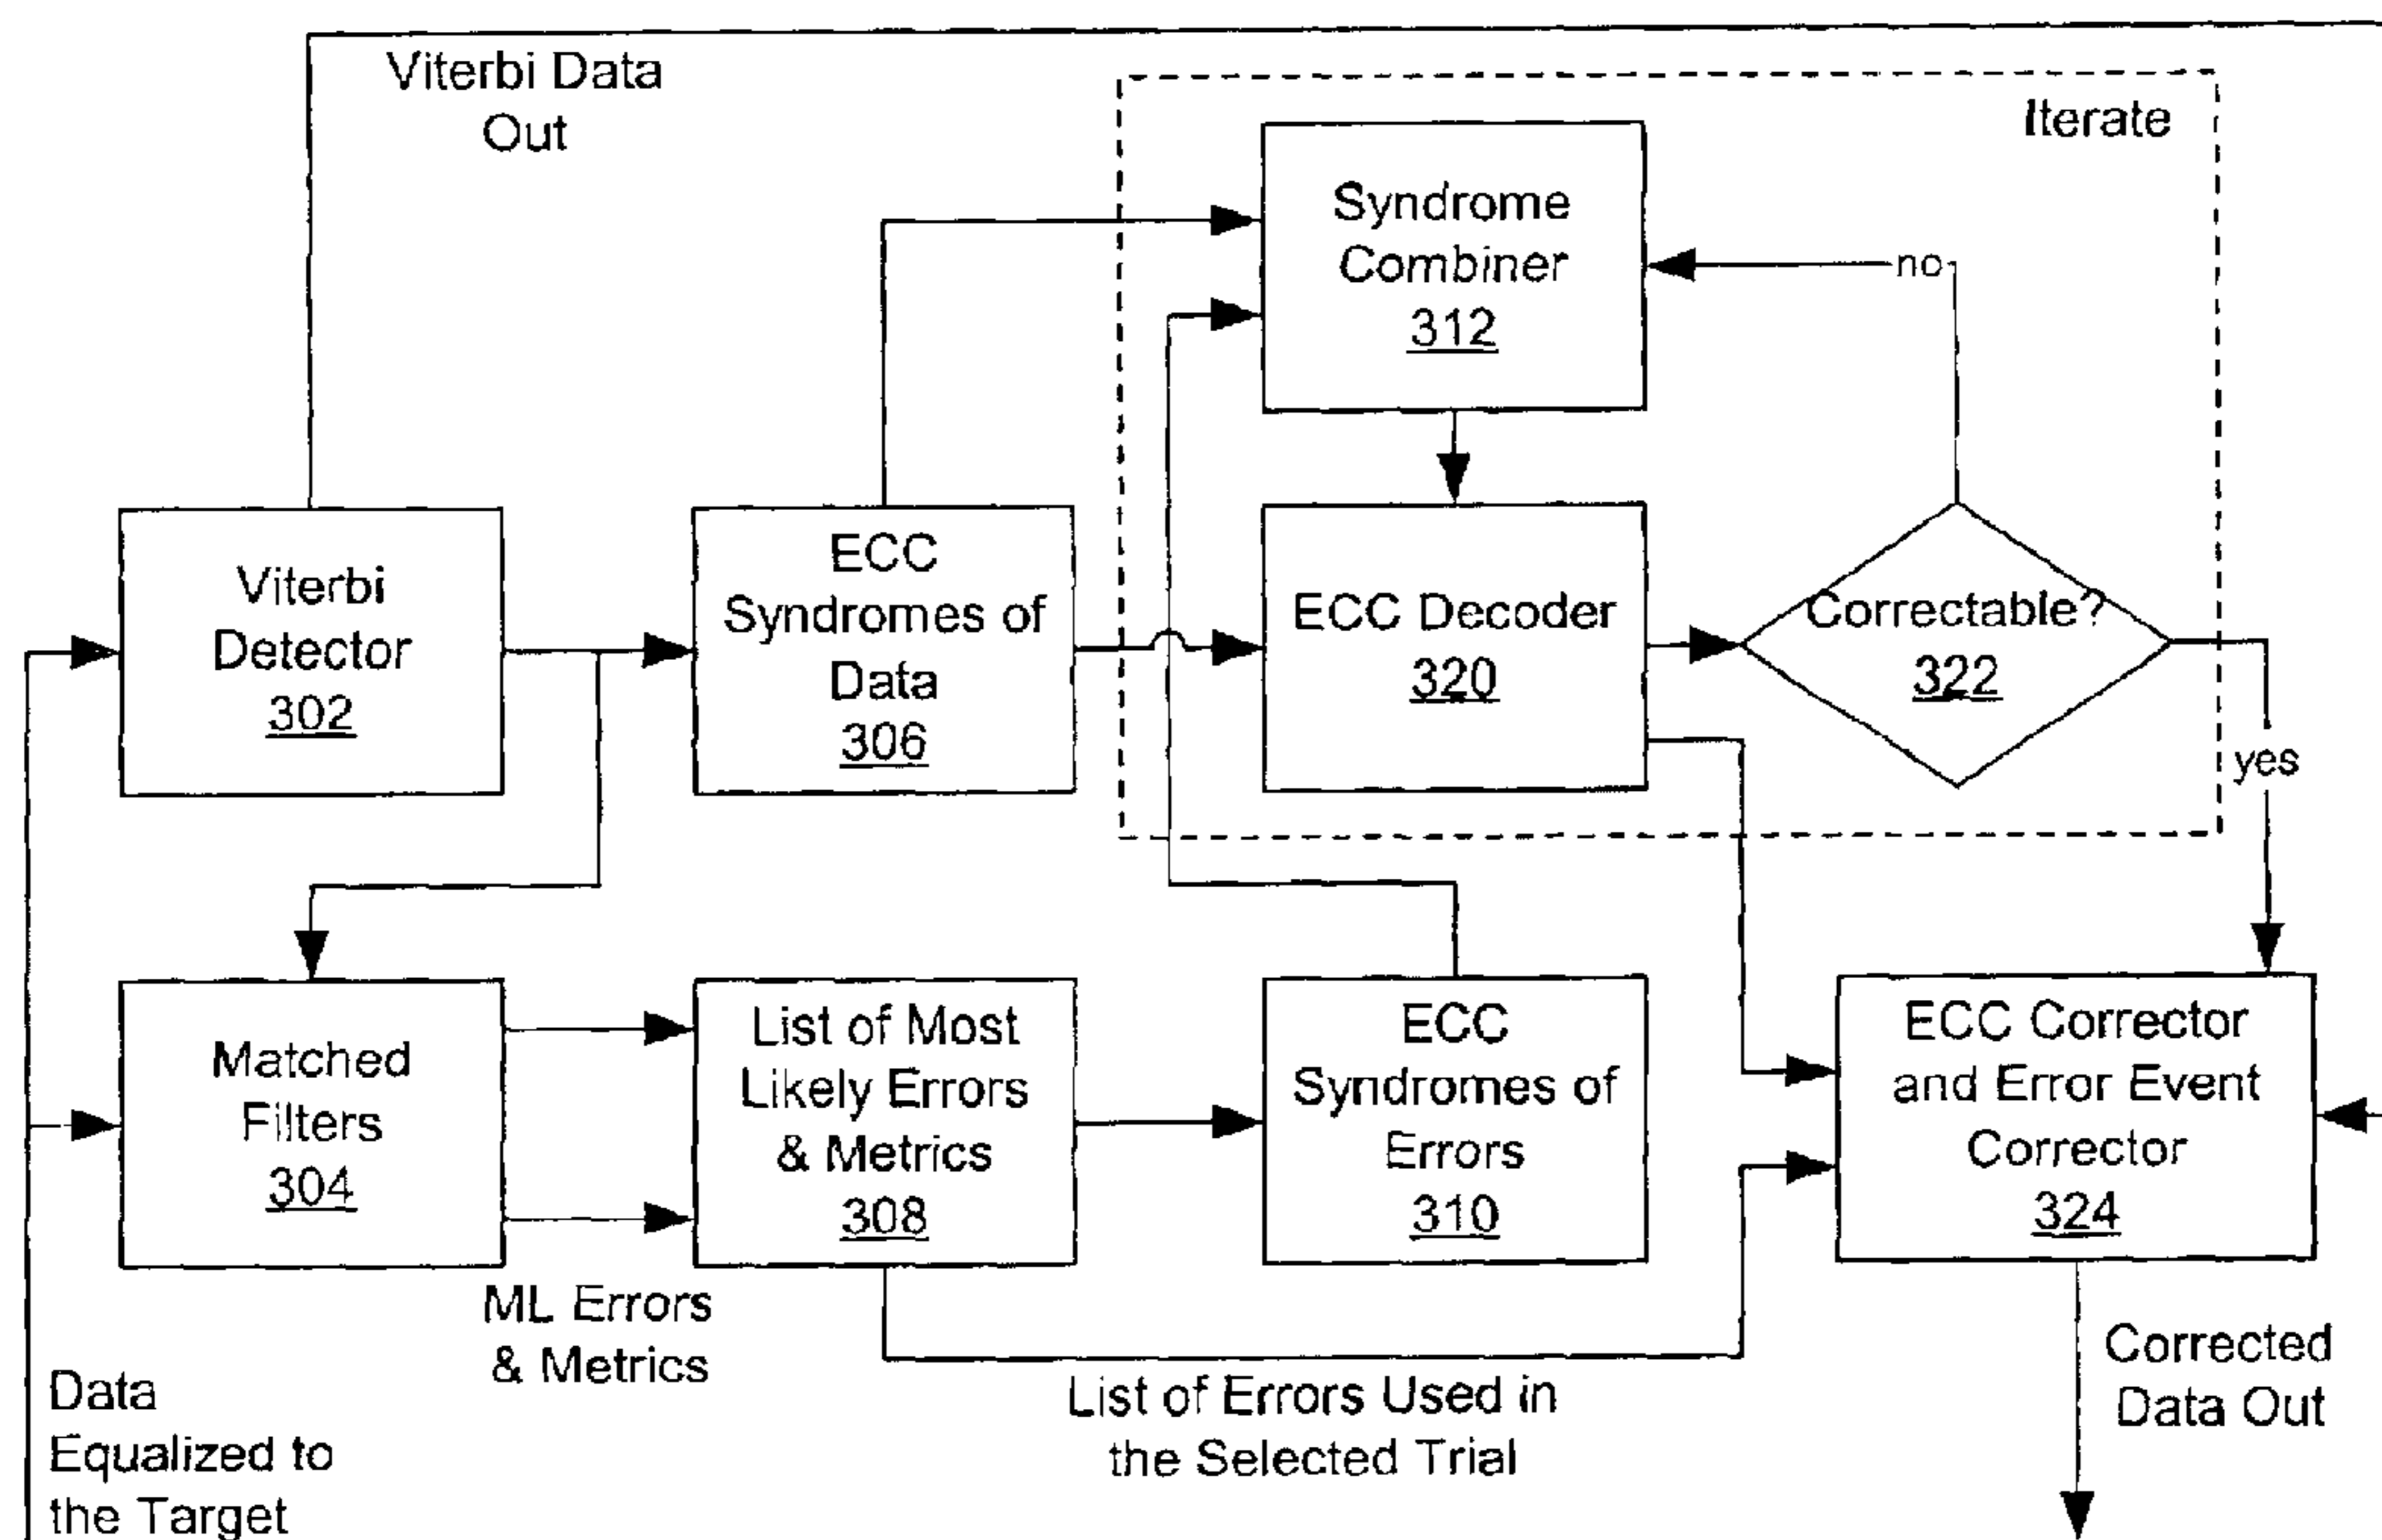 Viterbi Data
Out
Iterate
Syndrome
Combiner
312
no
Viterbi
Detector
302
ECC
Syndromes of
Data
306
ECC Decoder
320
Correctable?
322
yes
Matched
Filters
304
List of Most
Likely Errors
& Metrics
308
ECC
Syndromes of
Errors
310
ECC Corrector
and Error Event
Corrector
324
ML Errors
& Metrics
Data
Equalized to
the Target
List of Errors Used in
the Selected Trial
Corrected
Data Out